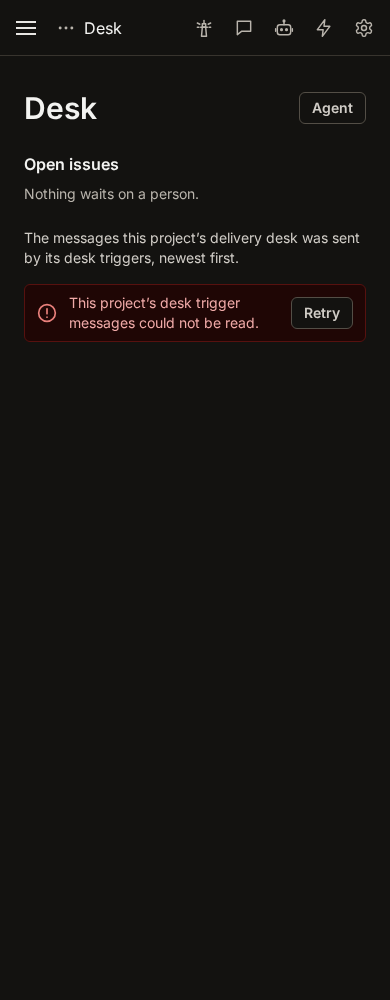 Desk
Desk
Agent
Open issues
Nothing waits on a person.
The messages this project’s delivery desk was sent
by its desk triggers, newest first.
This project’s desk trigger
messages could not be read.
Retry